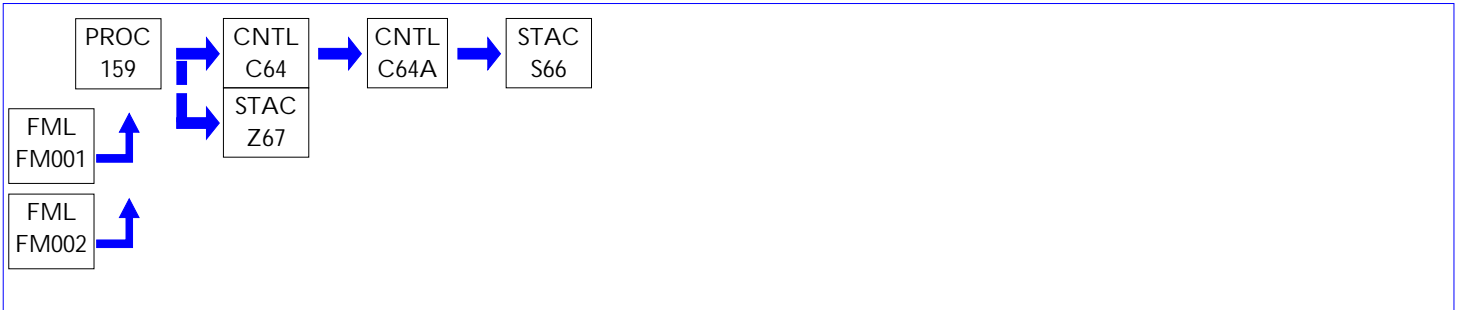 PROC
159
CNTL
C64
CNTL
C64A
STAC
S66
STAC
Z67
FML
FM001
FML
FM002